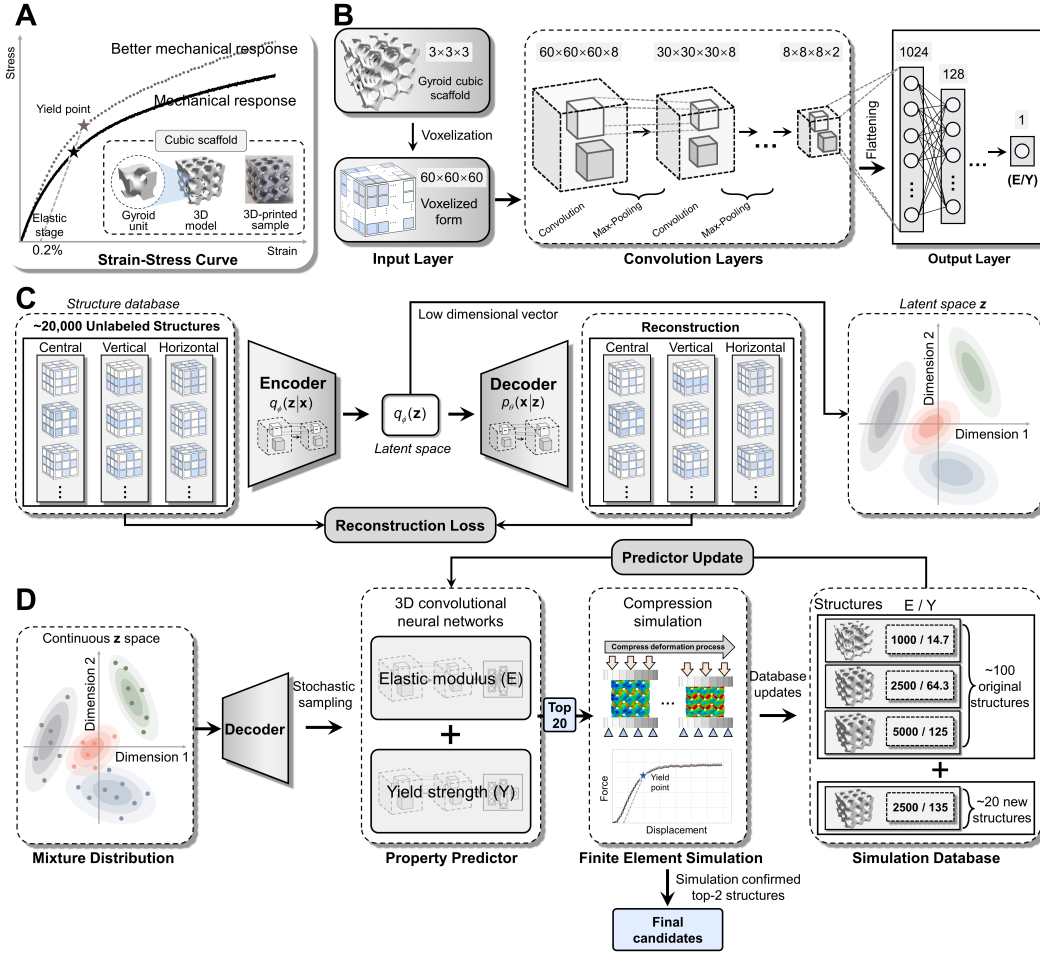 A
Stress
Better mechanical response
Mechanical response
Yield point
Cubic scaffold
Gyroid
unit
3D
model
3D-printed
sample
Elastic
stage
0.2%
Strain
Strain-Stress Curve
B
3×3×3
Gyroid cubic
scaffold
Voxelization
60×60×60
Voxelized
form
Input Layer
60×60×60×8
30×30×30×8
8×8×8×2
...
Convolution
Max-Pooling
Convolution
Max-Pooling
Convolution Layers
Flattening
1024
128
1
...
(E/Y)
Output Layer
C
Structure database
~20,000 Unlabeled Structures
Central
Vertical
Horizontal
Encoder
qϕ(z|x)
Low dimensional vector
qϕ(z)
Latent space
Decoder
pθ(x|z)
Reconstruction
Central
Vertical
Horizontal
Latent space z
Dimension 2
Dimension 1
Reconstruction Loss
Predictor Update
D
Continuous z space
Dimension 2
Dimension 1
Mixture Distribution
Decoder
Stochastic
sampling
3D convolutional
neural networks
Elastic modulus (E)
+
Yield strength (Y)
Property Predictor
Top
20
Compression
simulation
Compress deformation process
...
Force
Yield
point
Displacement
Finite Element Simulation
Database
updates
Structures
E / Y
1000 / 14.7
2500 / 64.3
5000 / 125
~100
original
structures
+
2500 / 135
~20 new
structures
Simulation Database
Simulation confirmed
top-2 structures
Final
candidates